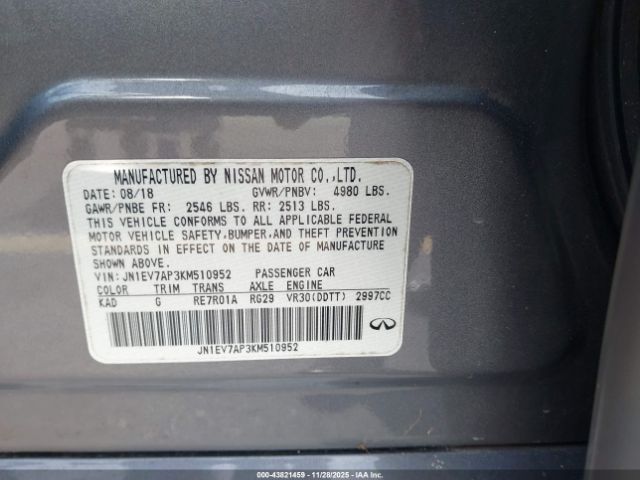 MANUFACTURED BY NISSAN MOTOR CO.,LTD.
DATE: 08/18 GVWR/PNBV: 4980 LBS.
GAWR/PNBE FR: 2546 LBS. RR: 2513 LBS.
THIS VEHICLE CONFORMS TO ALL APPLICABLE FEDERAL
MOTOR VEHICLE SAFETY,BUMPER,AND THEFT PREVENTION
STANDARDS IN EFFECT ON THE DATE OF MANUFACTURE
SHOWN ABOVE.
VIN: JN1EV7AP3KM510952 PASSENGER CAR
COLOR TRIM TRANS AXLE ENGINE
KAD G RE7R01A RG29 VR30(DDTT) 2997CC
JN1EV7AP3KM510952
INFINITI
000-43821459 | 11/28/2025 - IAA, Inc.